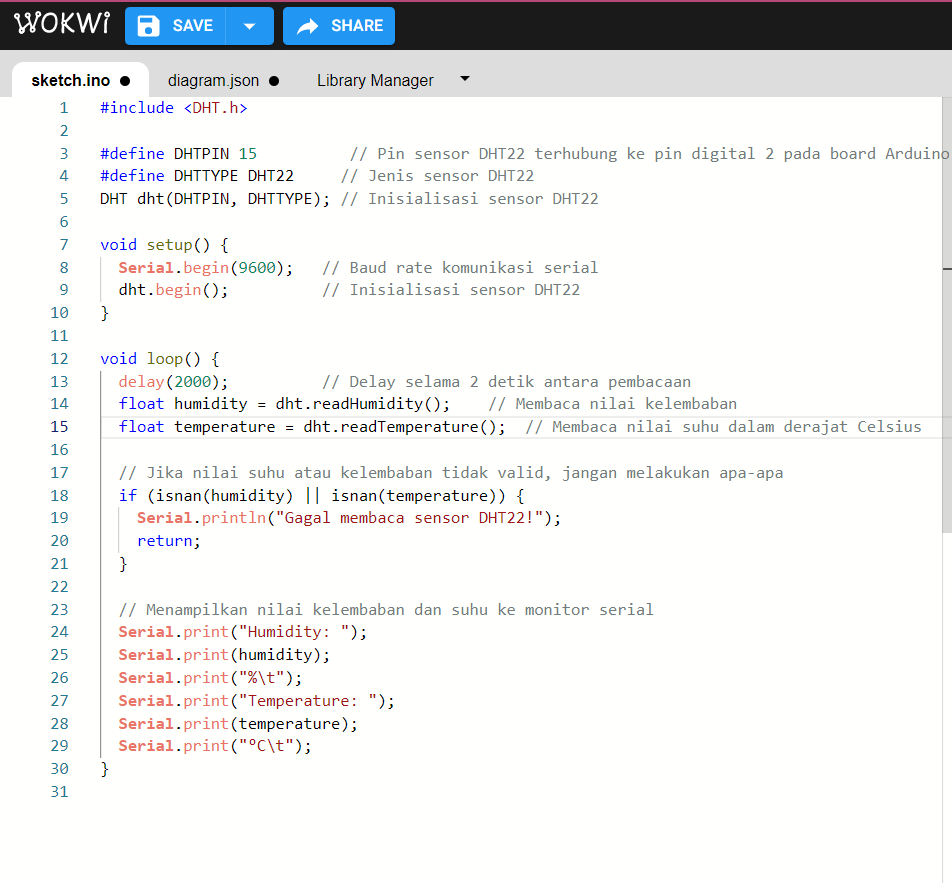 WOKWi SAVE SHARE
sketch.ino diagram.json Library Manager
1 #include <DHT.h>
2
3 #define DHTPIN 15 // Pin sensor DHT22 terhubung ke pin digital 2 pada board Arduino
4 #define DHTTYPE DHT22 // Jenis sensor DHT22
5 DHT dht(DHTPIN, DHTTYPE); // Inisialisasi sensor DHT22
6
7 void setup() {
8 Serial.begin(9600); // Baud rate komunikasi serial
9 dht.begin(); // Inisialisasi sensor DHT22
10 }
11
12 void loop() {
13 delay(2000); // Delay selama 2 detik antara pembacaan
14 float humidity = dht.readHumidity(); // Membaca nilai kelembaban
15 float temperature = dht.readTemperature(); // Membaca nilai suhu dalam derajat Celsius
16
17 // Jika nilai suhu atau kelembaban tidak valid, jangan melakukan apa-apa
18 if (isnan(humidity) || isnan(temperature)) {
19 Serial.println("Gagal membaca sensor DHT22!");
20 return;
21 }
22
23 // Menampilkan nilai kelembaban dan suhu ke monitor serial
24 Serial.print("Humidity: ");
25 Serial.print(humidity);
26 Serial.print("%\t");
27 Serial.print("Temperature: ");
28 Serial.print(temperature);
29 Serial.print("ºC\t");
30 }
31